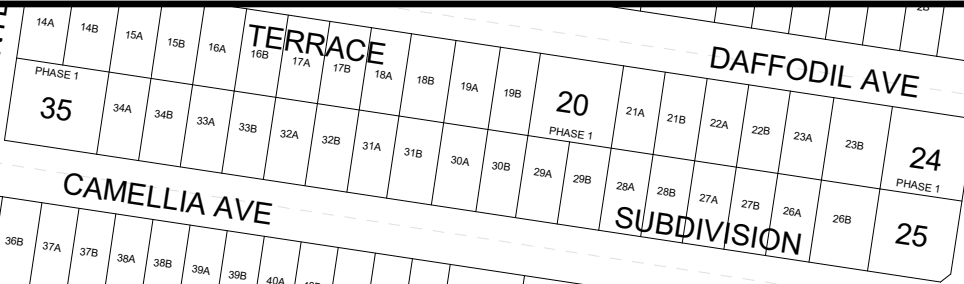 2B
14A 14B 15A 15B 16A 16B 17A 17B 18A 18B 19A 19B 20 21A 21B 22A 22B 23A 23B 24
TERRACE
DAFFODIL AVE
PHASE 1
PHASE 1
PHASE 1
35 34A 34B 33A 33B 32A 32B 31A 31B 30A 30B 29A 29B 28A 28B 27A 27B 26A 26B 25
CAMELLIA AVE
SUBDIVISION
36B 37A 37B 38A 38B 39A 39B 40A